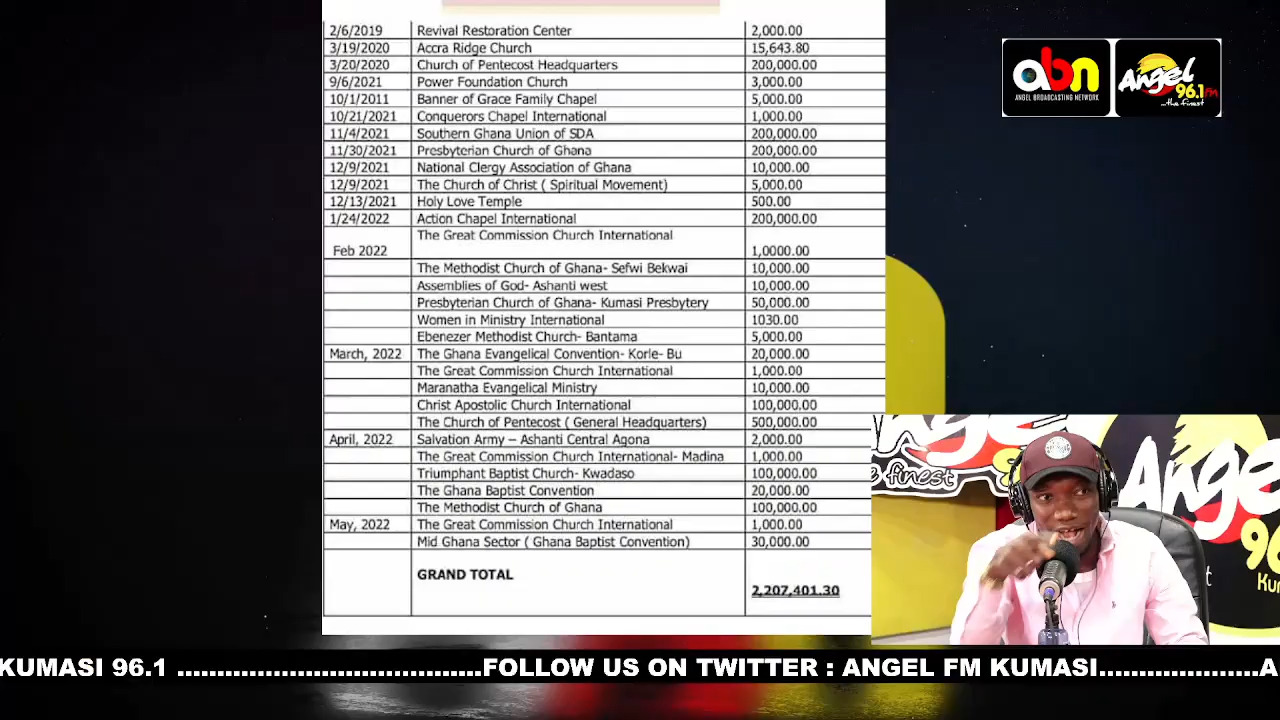 2/6/2019 Revival Restoration Center 2,000.00
3/19/2020 Accra Ridge Church 15,643.80
3/20/2020 Church of Pentecost Headquarters 200,000.00
9/6/2021 Power Foundation Church 3,000.00
10/1/2011 Banner of Grace Family Chapel 5,000.00
10/21/2021 Conquerors Chapel International 1,000.00
11/4/2021 Southern Ghana Union of SDA 200,000.00
11/30/2021 Presbyterian Church of Ghana 200,000.00
12/9/2021 National Clergy Association of Ghana 10,000.00
12/9/2021 The Church of Christ ( Spiritual Movement) 5,000.00
12/13/2021 Holy Love Temple 500.00
1/24/2022 Action Chapel International 200,000.00
Feb 2022 The Great Commission Church International 1,0000.00
The Methodist Church of Ghana- Sefwi Bekwai 10,000.00
Assemblies of God- Ashanti west 10,000.00
Presbyterian Church of Ghana- Kumasi Presbytery 50,000.00
Women in Ministry International 1030.00
Ebenezer Methodist Church- Bantama 5,000.00
March, 2022 The Ghana Evangelical Convention- Korle- Bu 20,000.00
The Great Commission Church International 1,000.00
Maranatha Evangelical Ministry 10,000.00
Christ Apostolic Church International 100,000.00
The Church of Pentecost ( General Headquarters) 500,000.00
April, 2022 Salvation Army – Ashanti Central Agona 2,000.00
The Great Commission Church International- Madina 1,000.00
Triumphant Baptist Church- Kwadaso 100,000.00
The Ghana Baptist Convention 20,000.00
The Methodist Church of Ghana 100,000.00
May, 2022 The Great Commission Church International 1,000.00
Mid Ghana Sector ( Ghana Baptist Convention) 30,000.00
GRAND TOTAL 2,207,401.30
abn
ANGEL BROADCASTING NETWORK
Angel
96.1 FM
...the finest
Angel
finest
Angel
96
Kum
KUMASI 96.1 ......................................FOLLOW US ON TWITTER : ANGEL FM KUMASI....................A